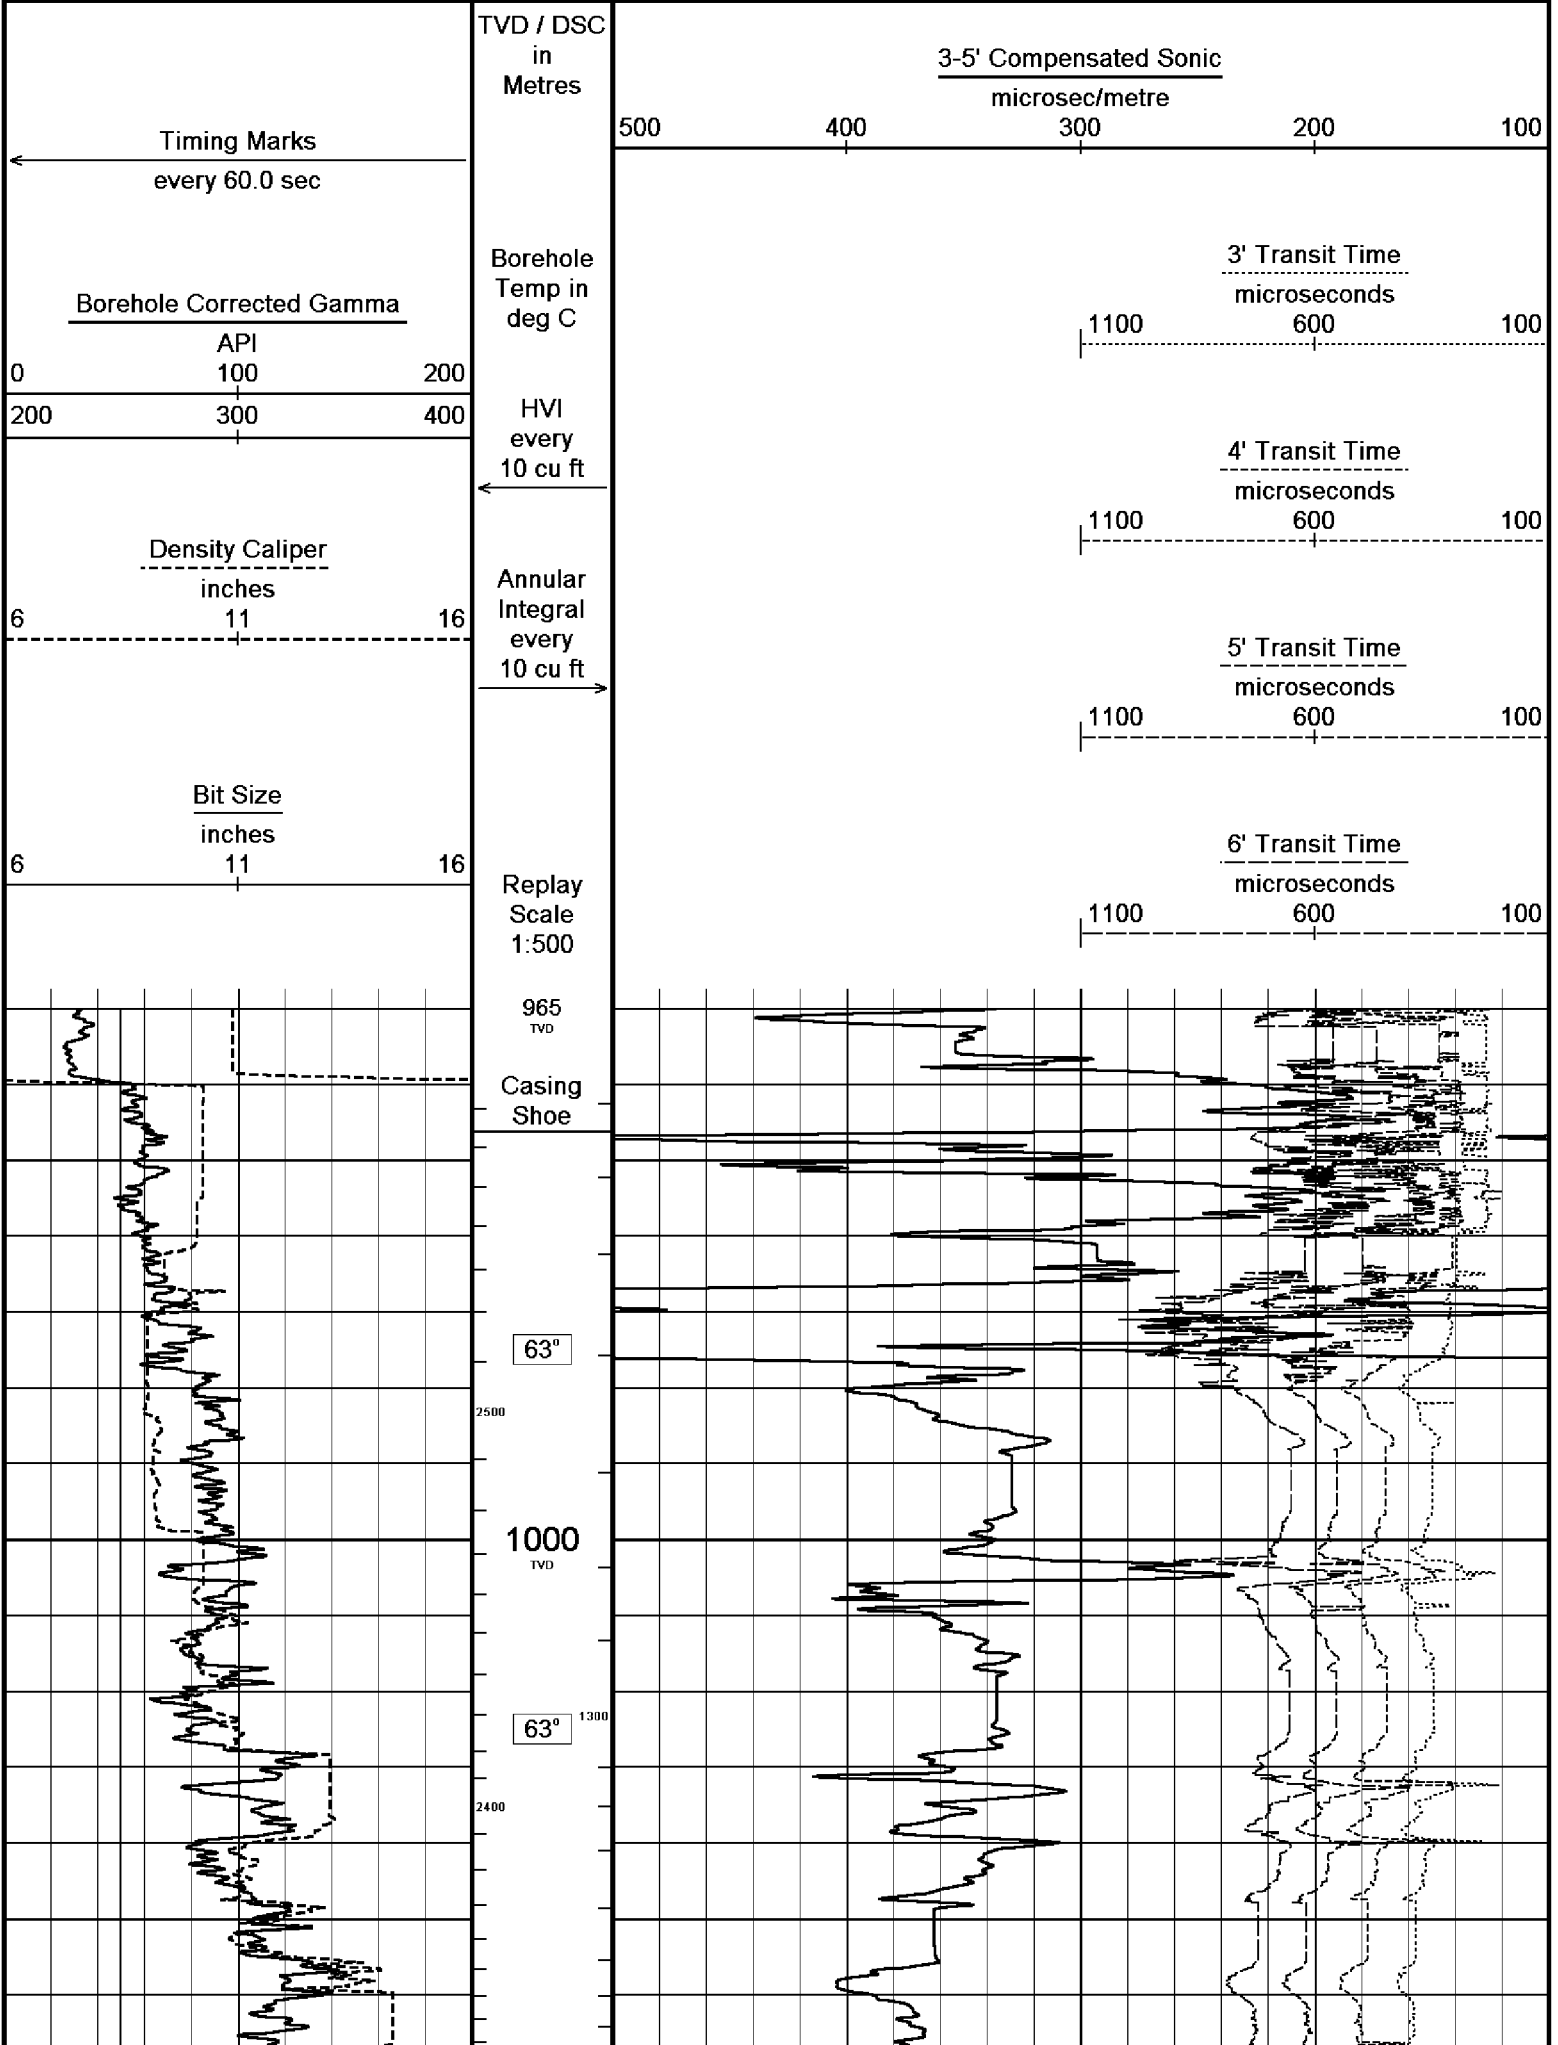 Timing Marks
every 60.0 sec
Borehole Corrected Gamma
API
0 100 200
200 300 400
Density Caliper
inches
6 11 16
Bit Size
inches
6 11 16
TVD / DSC
in
Metres
Borehole
Temp in
deg C
HVI
every
10 cu ft
Annular
Integral
every
10 cu ft
Replay
Scale
1:500
965
TVD
Casing
Shoe
63°
2500
1000
TVD
63°
1300
2400
3-5' Compensated Sonic
microsec/metre
500 400 300 200 100
3' Transit Time
microseconds
1100 600 100
4' Transit Time
microseconds
1100 600 100
5' Transit Time
microseconds
1100 600 100
6' Transit Time
microseconds
1100 600 100